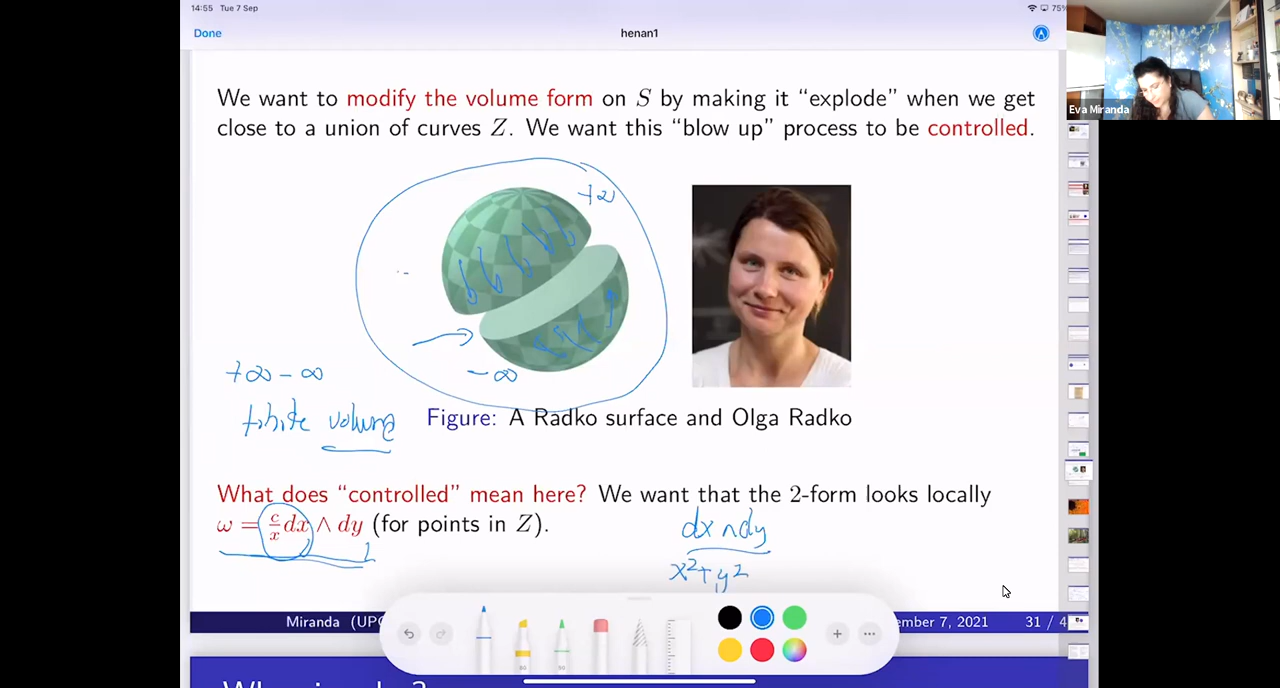 14:55 Tue 7 Sep
75%
Done
henan1
Eva Miranda
We want to modify the volume form on S by making it “explode” when we get
close to a union of curves Z. We want this “blow up” process to be controlled.
+∞
-∞
+∞ - ∞
finite volume
Figure: A Radko surface and Olga Radko
What does “controlled” mean here? We want that the 2-form looks locally
ω = c/x dx ∧ dy (for points in Z).
dx ∧ dy
x² + y²
Miranda (UPC
ember 7, 2021
31 / 4